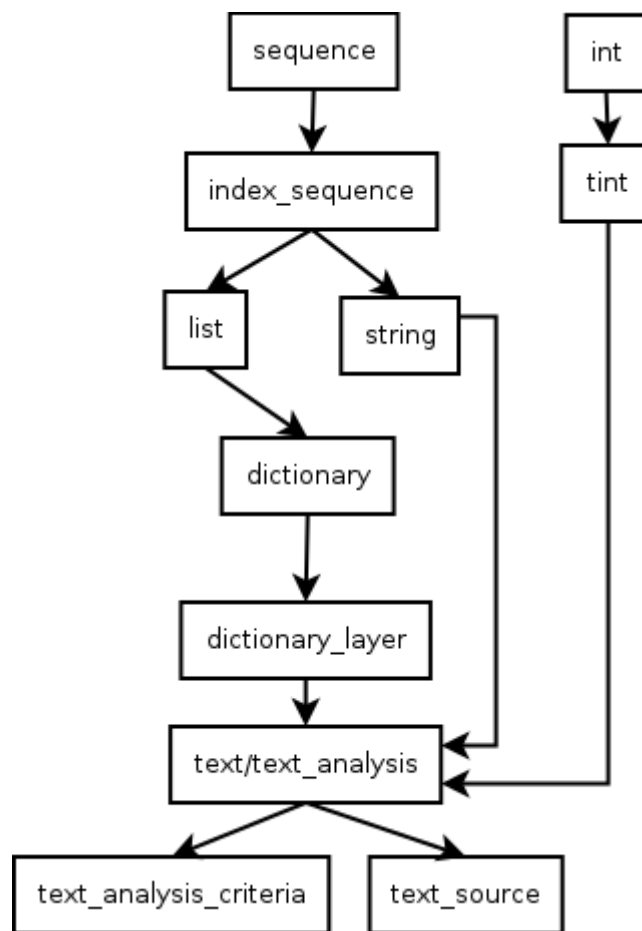 sequence
int
index_sequence
tint
list
string
dictionary
dictionary_layer
text/text_analysis
text_analysis_criteria
text_source